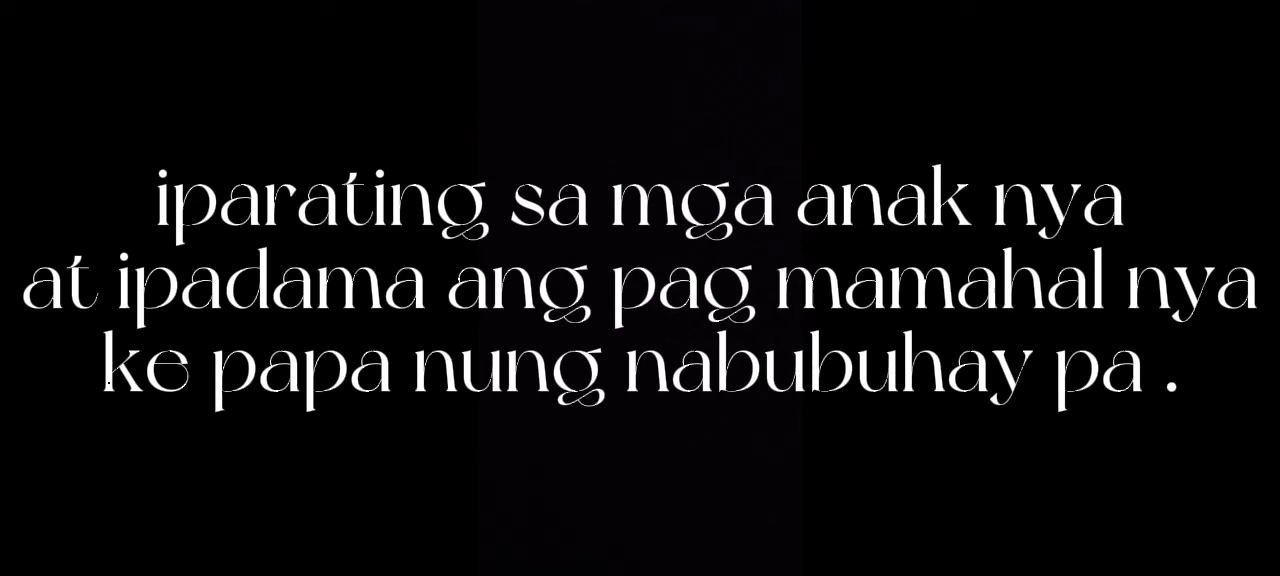 iparating sa mga anak nya
at ipadama ang pag mamahal nya
ke papa nung nabubuhay pa .